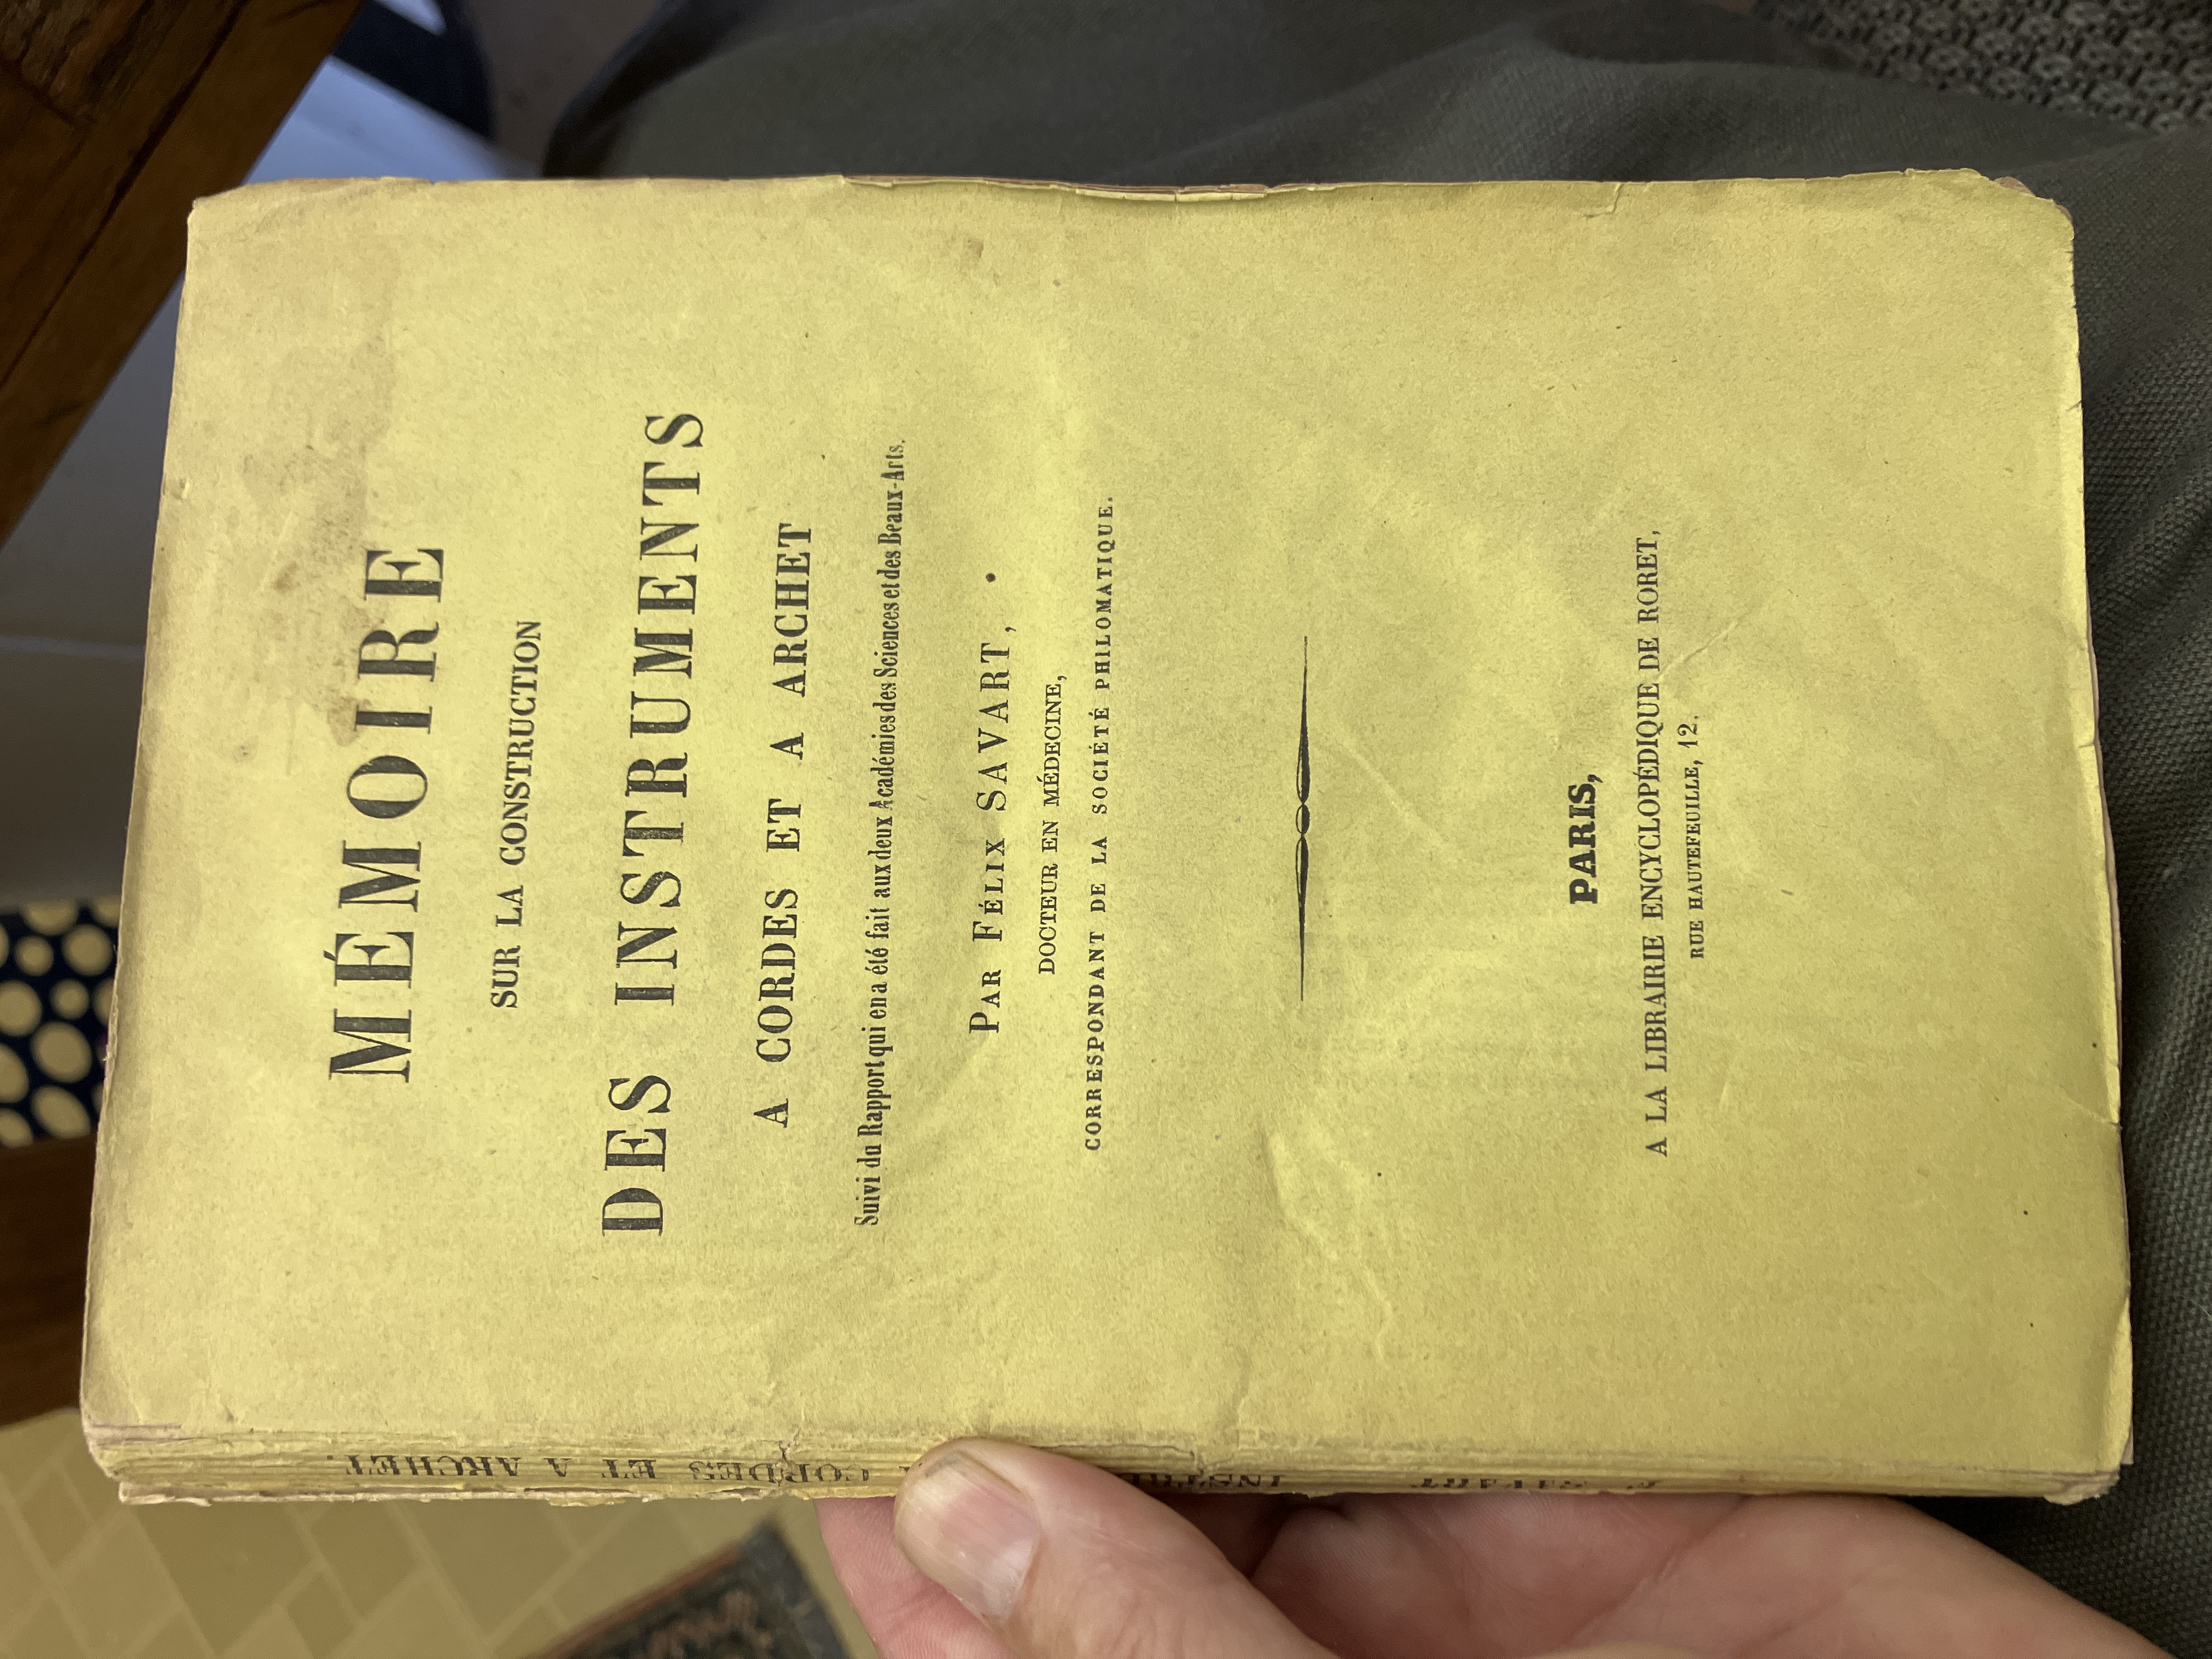 MÉMOIRE
SUR LA CONSTRUCTION
DES INSTRUMENTS
A CORDES ET A ARCHET
Suivi du Rapport qui en a été fait aux deux Académies des Sciences et des Beaux-Arts.
PAR FÉLIX SAVART,
DOCTEUR EN MÉDECINE,
CORRESPONDANT DE LA SOCIÉTÉ PHILOMATIQUE.
PARIS,
A LA LIBRAIRIE ENCYCLOPÉDIQUE DE RORET,
RUE HAUTEFEUILLE, 12.
CORDES ET A ARCHET.